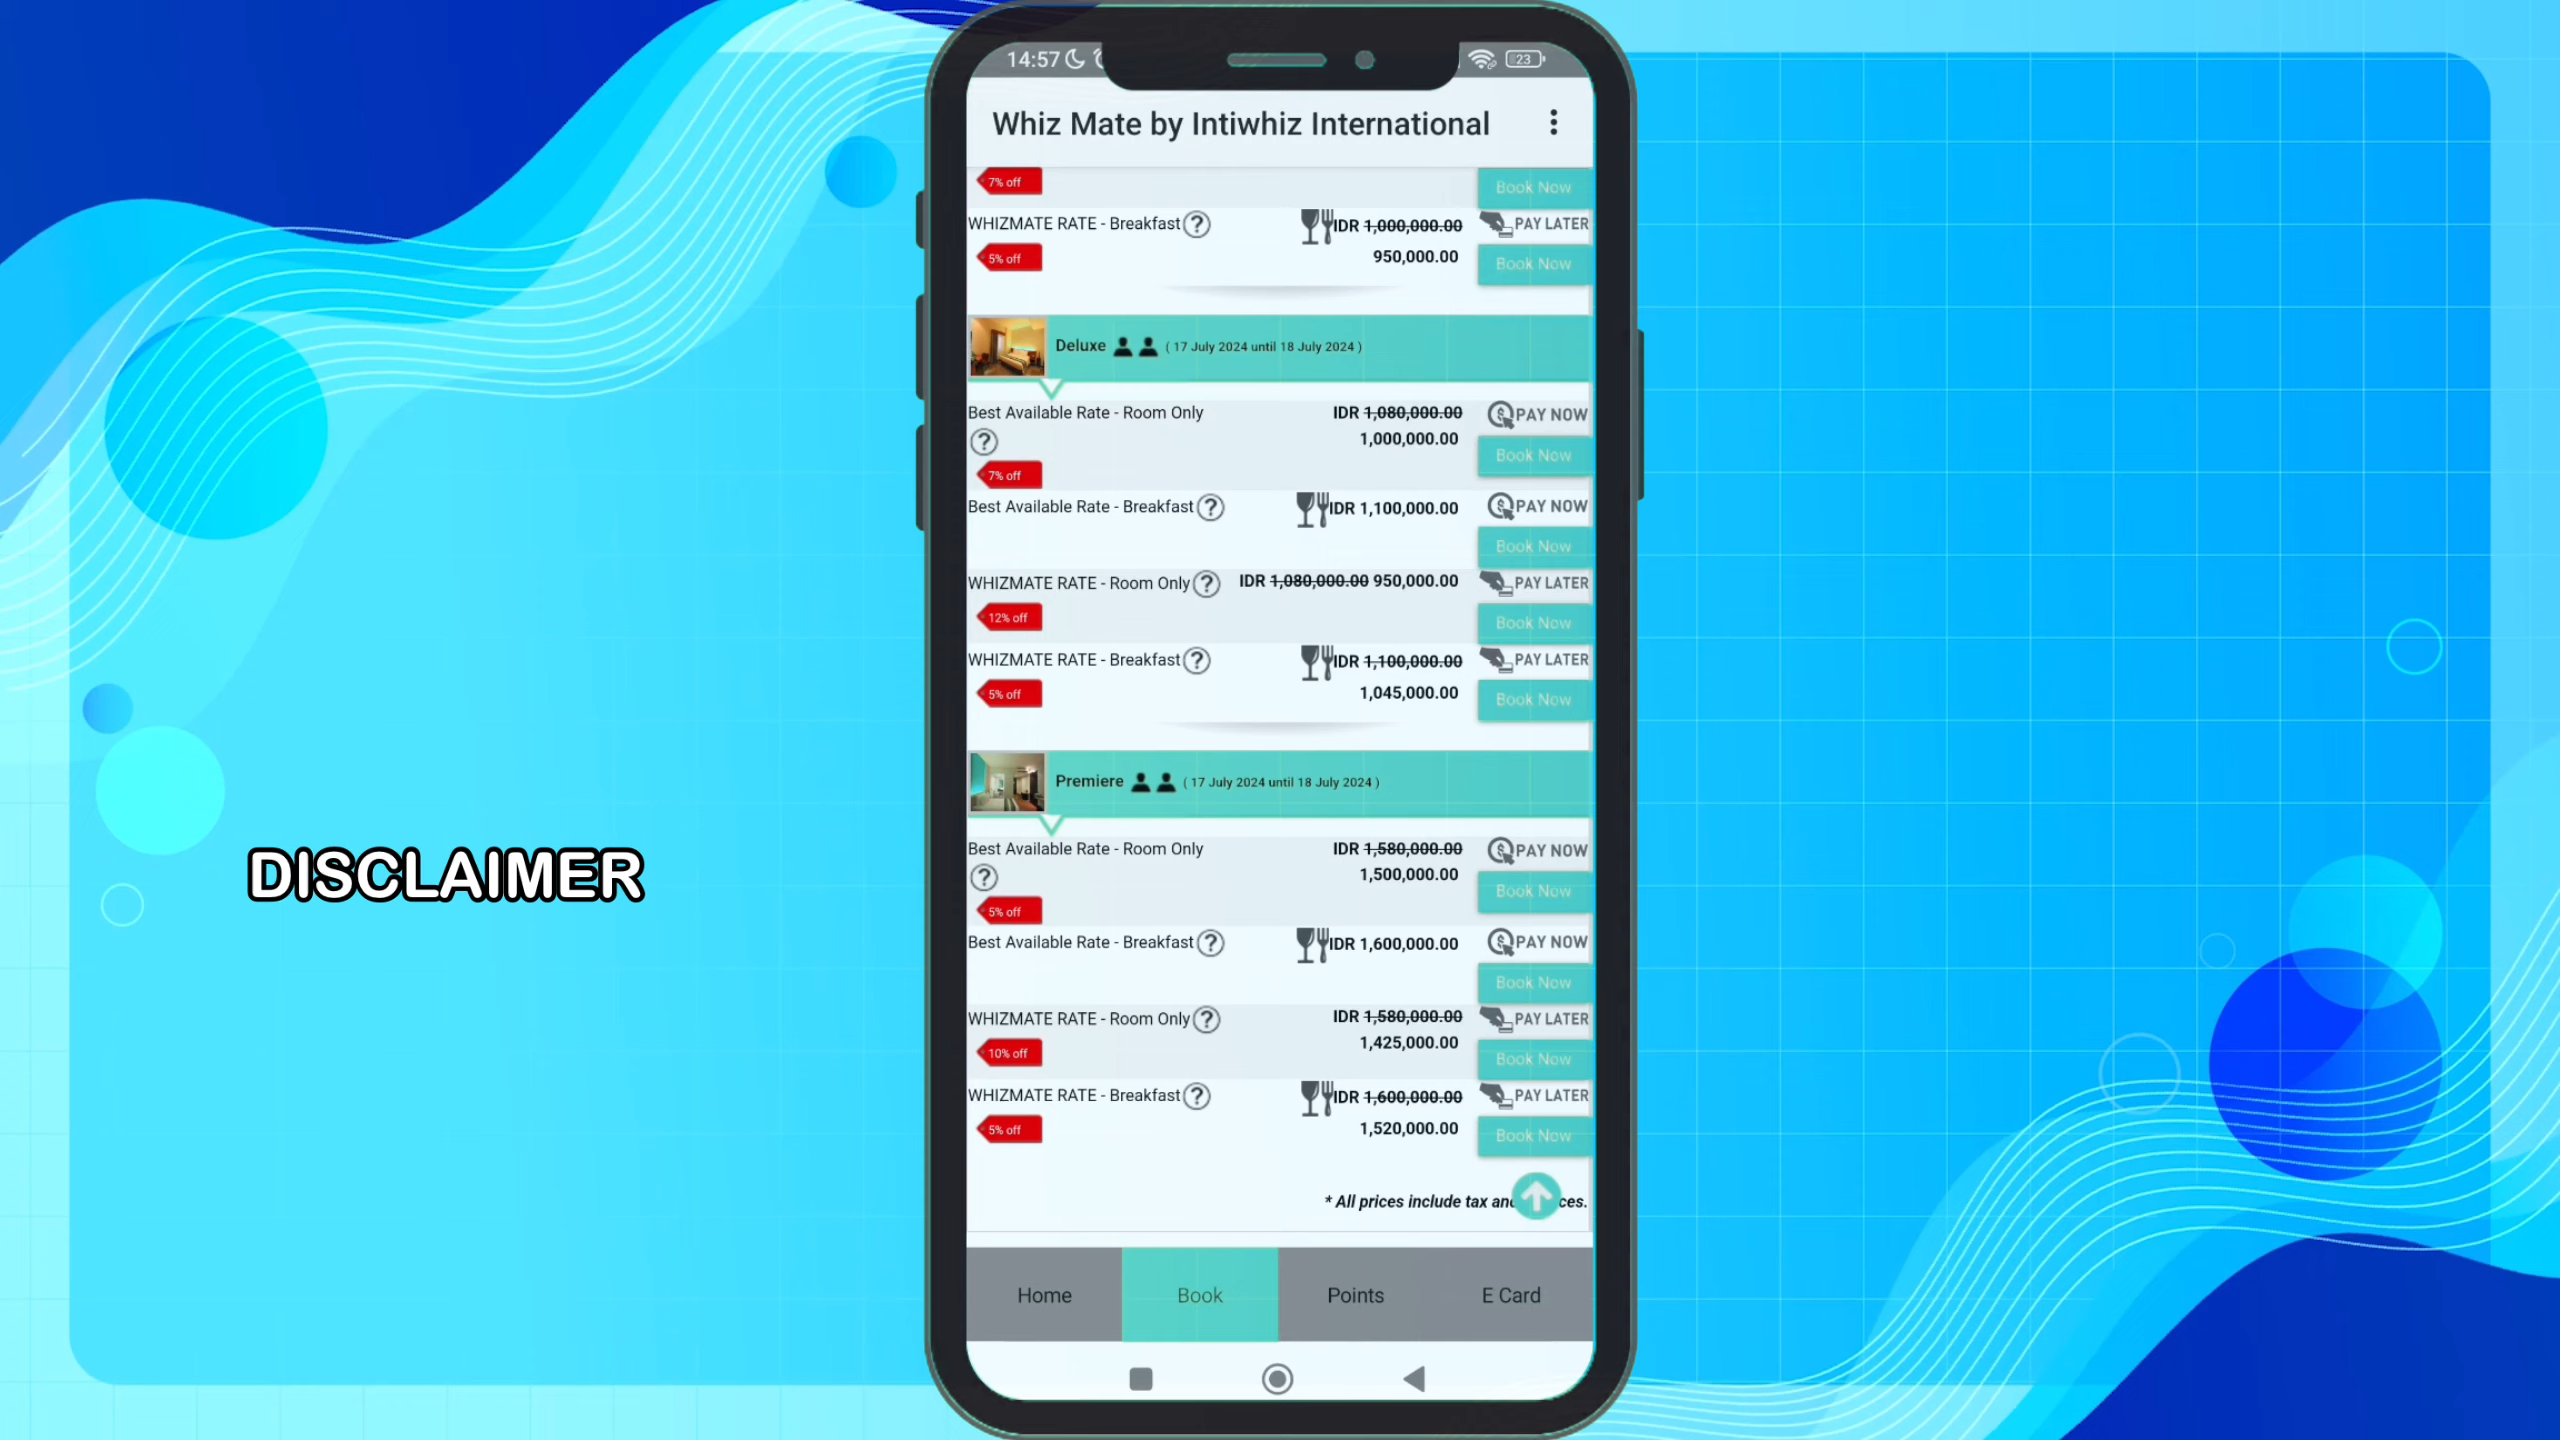 14:57
23
Whiz Mate by Intiwhiz International
7% off
Book Now
WHIZMATE RATE - Breakfast ? IDR 1,000,000.00 PAY LATER
5% off 950,000.00 Book Now
Deluxe ( 17 July 2024 until 18 July 2024 )
Best Available Rate - Room Only IDR 1,080,000.00 PAY NOW
? 1,000,000.00 Book Now
7% off
Best Available Rate - Breakfast ? IDR 1,100,000.00 PAY NOW
Book Now
WHIZMATE RATE - Room Only ? IDR 1,080,000.00 950,000.00 PAY LATER
12% off Book Now
WHIZMATE RATE - Breakfast ? IDR 1,100,000.00 PAY LATER
5% off 1,045,000.00 Book Now
Premiere ( 17 July 2024 until 18 July 2024 )
Best Available Rate - Room Only IDR 1,580,000.00 PAY NOW
? 1,500,000.00 Book Now
5% off
Best Available Rate - Breakfast ? IDR 1,600,000.00 PAY NOW
Book Now
WHIZMATE RATE - Room Only ? IDR 1,580,000.00 PAY LATER
10% off 1,425,000.00 Book Now
WHIZMATE RATE - Breakfast ? IDR 1,600,000.00 PAY LATER
5% off 1,520,000.00 Book Now
* All prices include tax
Home Book Points E Card
DISCLAIMER